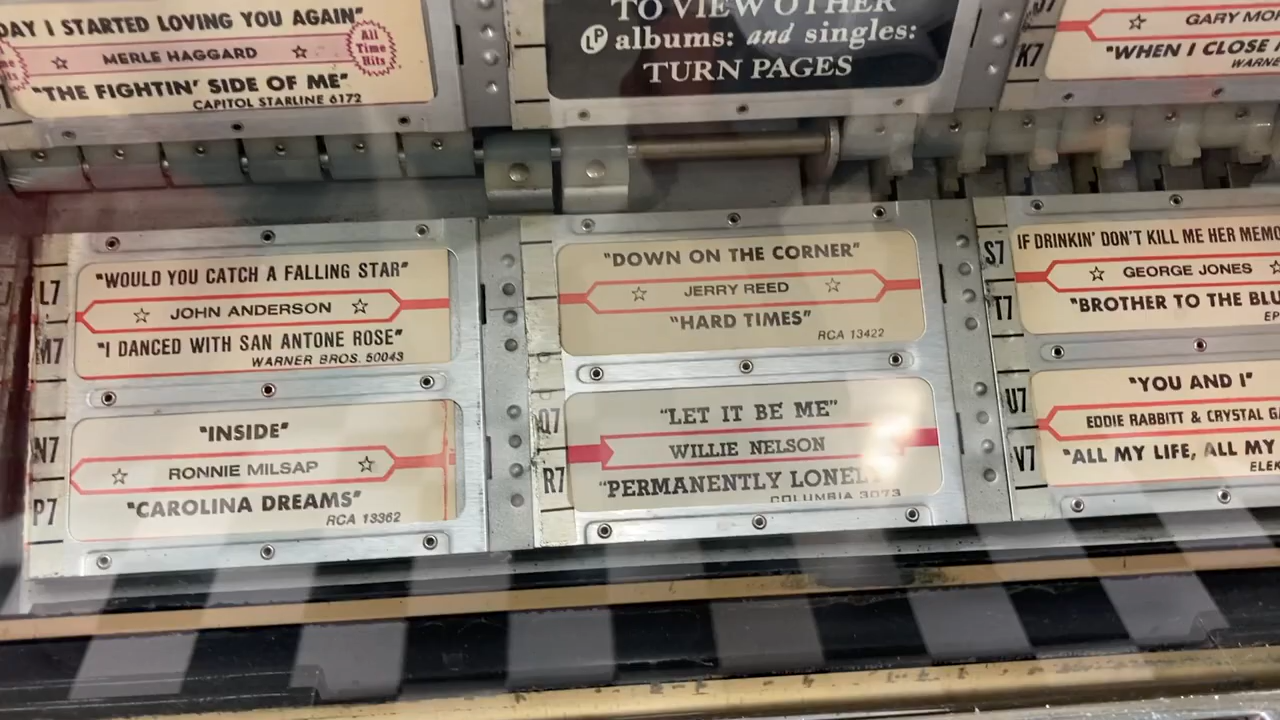 DAY I STARTED LOVING YOU AGAIN"
MERLE HAGGARD
All
Time
Hits
"THE FIGHTIN' SIDE OF ME"
CAPITOL STARLINE 6172
TO VIEW OTHER
LP albums: and singles:
TURN PAGES
K7
GARY
"WHEN I CLOSE
L7
M7
"WOULD YOU CATCH A FALLING STAR"
JOHN ANDERSON
"I DANCED WITH SAN ANTONE ROSE"
WARNER BROS. 50043
N7
P7
"INSIDE"
RONNIE MILSAP
"CAROLINA DREAMS"
RCA 13362
"DOWN ON THE CORNER"
JERRY REED
"HARD TIMES"
RCA 13422
Q7
R7
"LET IT BE ME"
WILLIE NELSON
"PERMANENTLY
COLUMBIA 3073
S7
T7
IF DRINKIN' DON'T KILL ME HER
GEORGE JONES
"BROTHER TO THE
U7
V7
"YOU AND I"
EDDIE RABBITT & CRYSTAL
"ALL MY LIFE, ALL MY